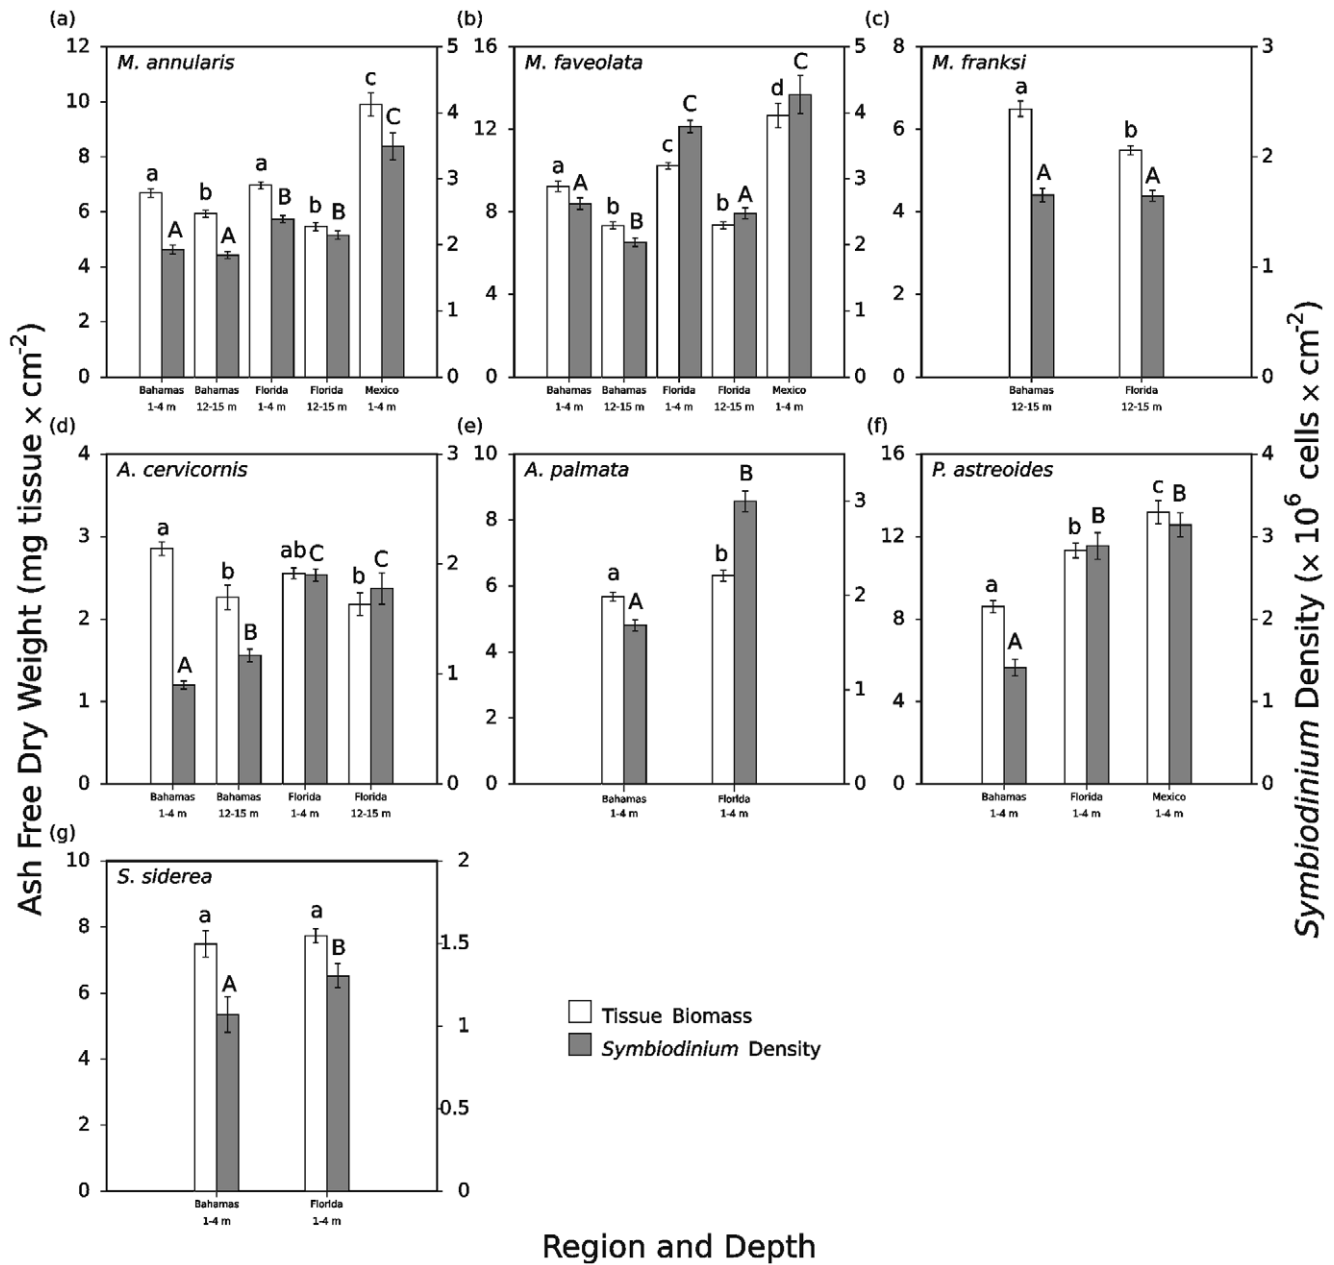 (a)
M. annularis
12
10
8
6
4
2
0
5
4
3
2
1
0
a
A
b
A
a
B
b
B
c
C
Bahamas Bahamas Florida Florida Mexico
1-4 m 12-15 m 1-4 m 12-15 m 1-4 m
(b)
M. faveolata
16
12
8
4
0
5
4
3
2
1
0
a
A
b
B
c
C
b
A
d
C
Bahamas Bahamas Florida Florida Mexico
1-4 m 12-15 m 1-4 m 12-15 m 1-4 m
(c)
M. franksi
8
6
4
2
0
3
2
1
0
a
A
b
A
Bahamas Florida
12-15 m 12-15 m
(d)
A. cervicornis
4
3
2
1
0
3
2
1
0
a
A
b
B
ab
C
b
C
Bahamas Bahamas Florida Florida
1-4 m 12-15 m 1-4 m 12-15 m
(e)
A. palmata
10
8
6
4
2
0
3
2
1
0
a
A
b
B
Bahamas Florida
1-4 m 1-4 m
(f)
P. astreoides
16
12
8
4
0
4
3
2
1
0
a
A
b
B
c
B
Bahamas Florida Mexico
1-4 m 1-4 m 1-4 m
(g)
S. siderea
10
8
6
4
2
0
2
1.5
1
0.5
0
a
A
a
B
Bahamas Florida
1-4 m 1-4 m
Tissue Biomass
Symbiodinium Density
Ash Free Dry Weight (mg tissue × cm⁻²)
Symbiodinium Density (× 10⁶ cells × cm⁻²)
Region and Depth